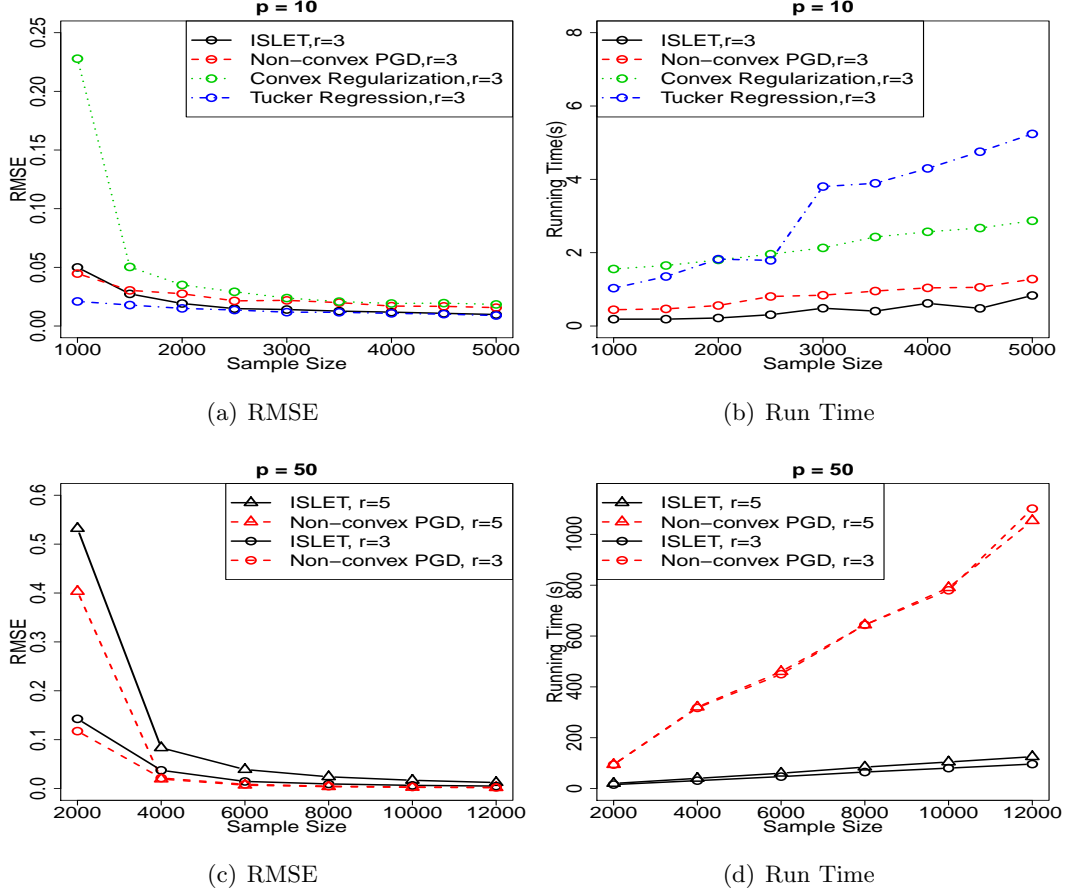 p = 10
ISLET,r=3
Non−convex PGD,r=3
Convex Regularization,r=3
Tucker Regression,r=3
RMSE
0.00 0.05 0.10 0.15 0.20 0.25
1000 2000 3000 4000 5000
Sample Size
(a) RMSE
p = 10
ISLET,r=3
Non−convex PGD,r=3
Convex Regularization,r=3
Tucker Regression,r=3
Running Time(s)
0 2 4 6 8
1000 2000 3000 4000 5000
Sample Size
(b) Run Time
p = 50
ISLET, r=5
Non−convex PGD, r=5
ISLET, r=3
Non−convex PGD, r=3
RMSE
0.0 0.1 0.2 0.3 0.4 0.5 0.6
2000 4000 6000 8000 10000 12000
Sample Size
(c) RMSE
p = 50
ISLET, r=5
Non−convex PGD, r=5
ISLET, r=3
Non−convex PGD, r=3
Running Time (s)
0 200 400 600 800 1000
2000 4000 6000 8000 10000 12000
Sample Size
(d) Run Time